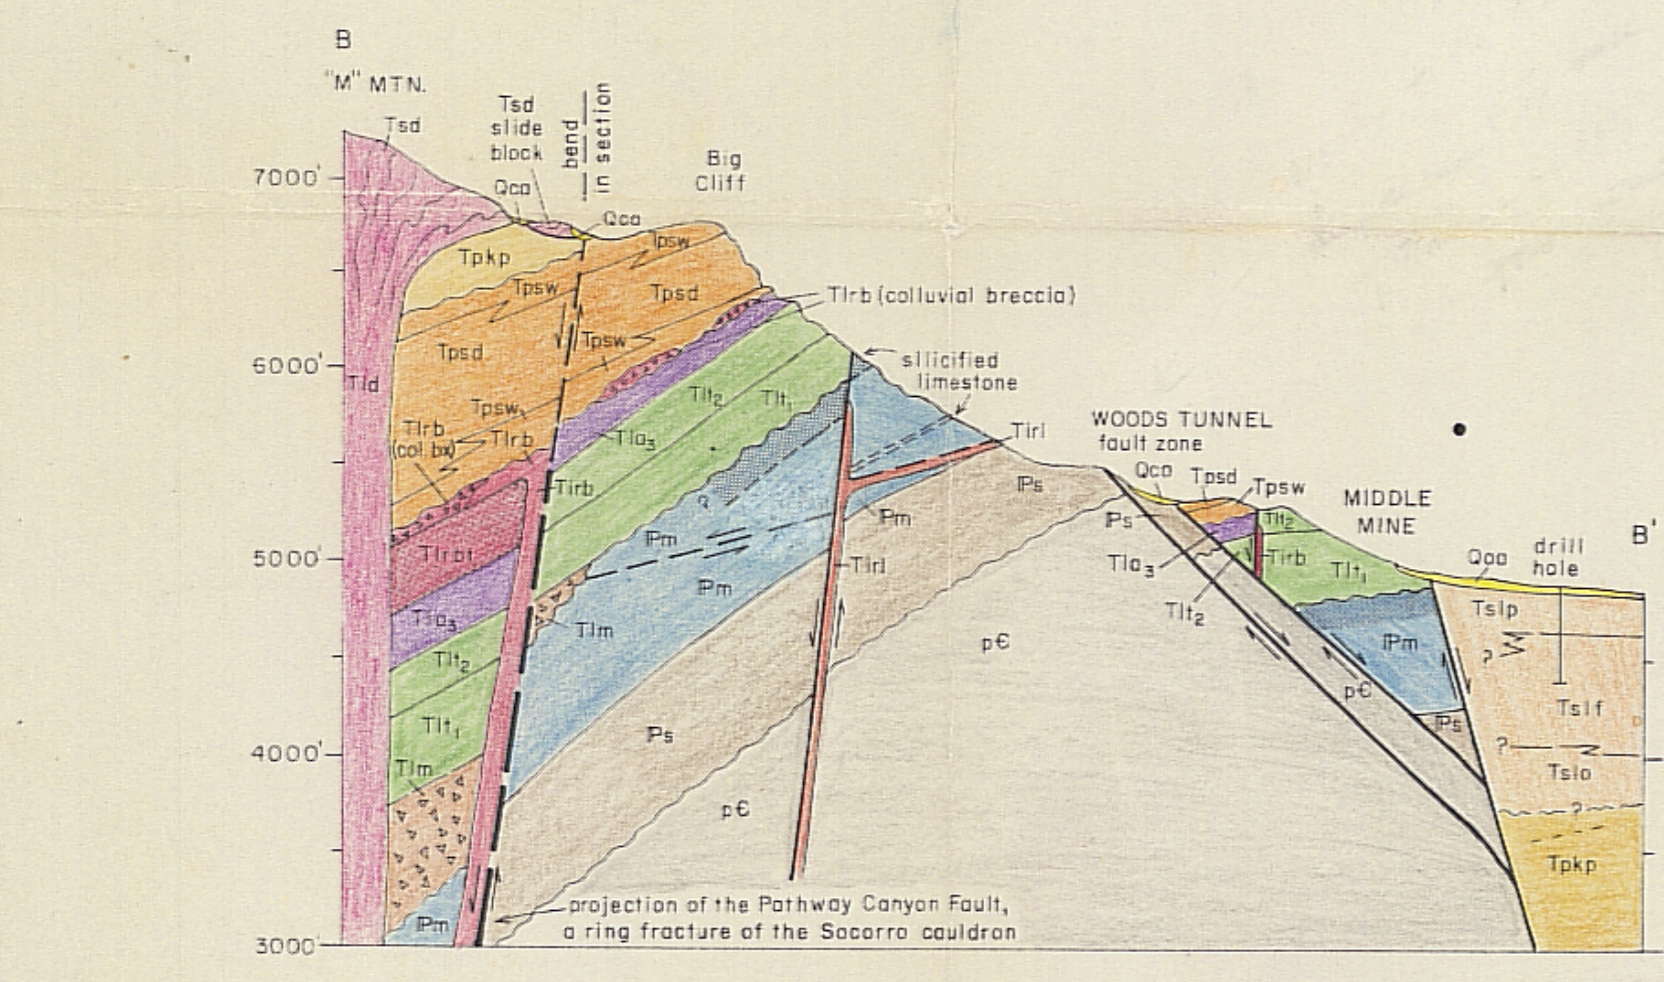 B
"M" MTN.
Tsd
Tsd
slide
block
bend
in section
Qca
Qca
Big
Cliff
7000'
Tpkp
Tpsw
Tpsw
Tpsd
Tlrb (colluvial breccia)
Tpsw
Tpsd
6000'
silicified
limestone
Tld
Tlt2
Tlt1
Tpsw
Tlrb
(col. bx)
Tlrb
Tla3
Tirl
WOODS TUNNEL
fault zone
Qca
Tpsd
Tpsw
MIDDLE
MINE
B'
Tirb
ℙs
ℙm
ℙs
Tlt2
drill
hole
Qoa
5000'
ℙm
Tirl
Tla3
Tirb
Tlt1
ℙm
Tlt2
Tslp
?
Tla3
Tlm
pЄ
ℙm
?
Tlt2
pЄ
Tslf
Tlt1
ℙs
ℙs
?
4000'
Tlm
Tslo
?
pЄ
Tpkp
ℙm
projection of the Pathway Canyon Fault,
a ring fracture of the Socorro cauldron
3000'